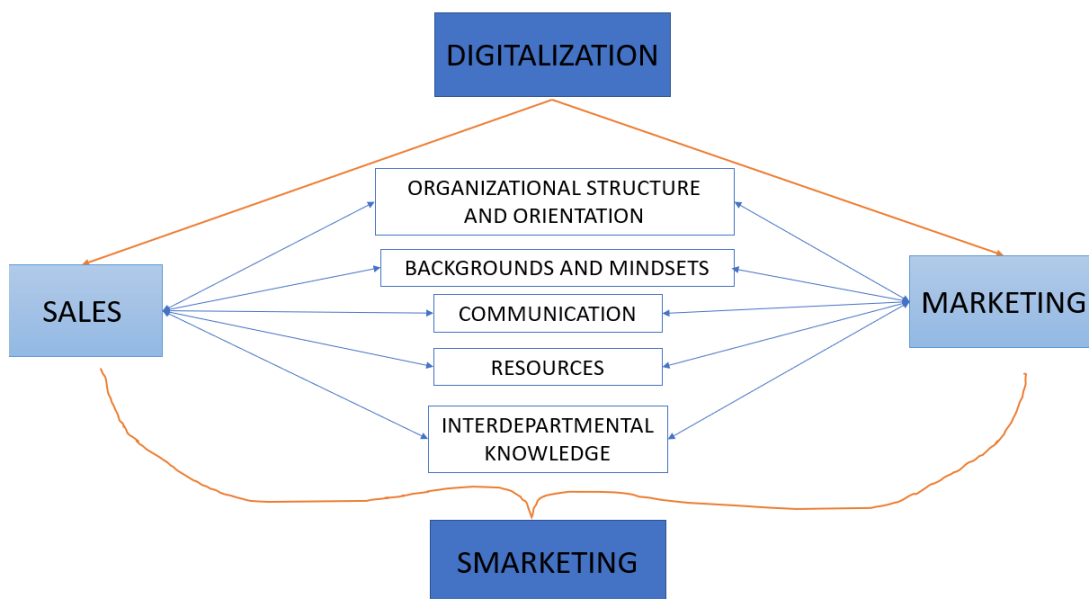 DIGITALIZATION
ORGANIZATIONAL STRUCTURE
AND ORIENTATION
BACKGROUNDS AND MINDSETS
SALES
MARKETING
COMMUNICATION
RESOURCES
INTERDEPARTMENTAL
KNOWLEDGE
SMARKETING